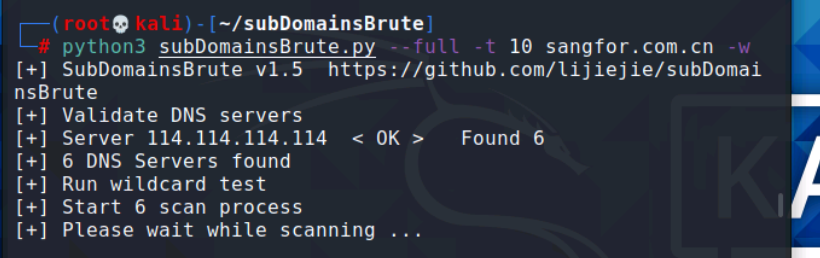 ┌──(root💀kali)-[~/subDomainsBrute]
└─# python3 subDomainsBrute.py --full -t 10 sangfor.com.cn -w
[+] SubDomainsBrute v1.5  https://github.com/lijiejie/subDomai
nsBrute
[+] Validate DNS servers
[+] Server 114.114.114.114  < OK >   Found 6
[+] 6 DNS Servers found
[+] Run wildcard test
[+] Start 6 scan process
[+] Please wait while scanning ...